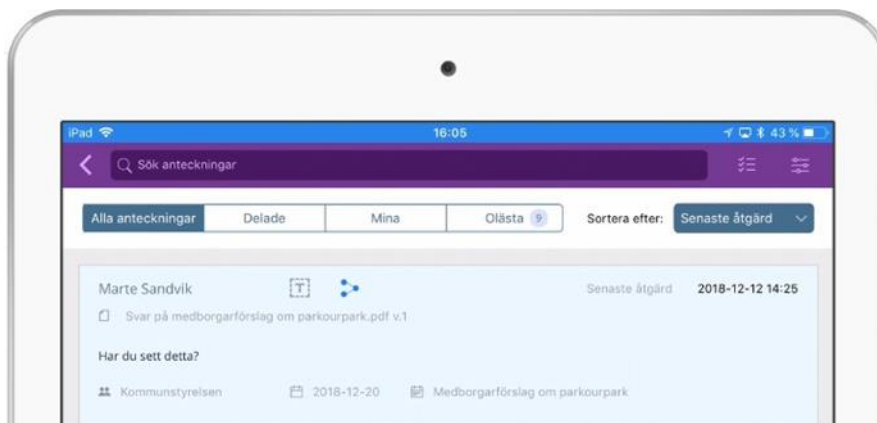 iPad 16:05 43 %
Sök anteckningar
Alla anteckningar Delade Mina Olästa 9 Sortera efter: Senaste åtgärd
Marte Sandvik T Senaste åtgärd 2018-12-12 14:25
Svar på medborgarförslag om parkourpark.pdf v.1
Har du sett detta?
Kommunstyrelsen 2018-12-20 Medborgarförslag om parkourpark